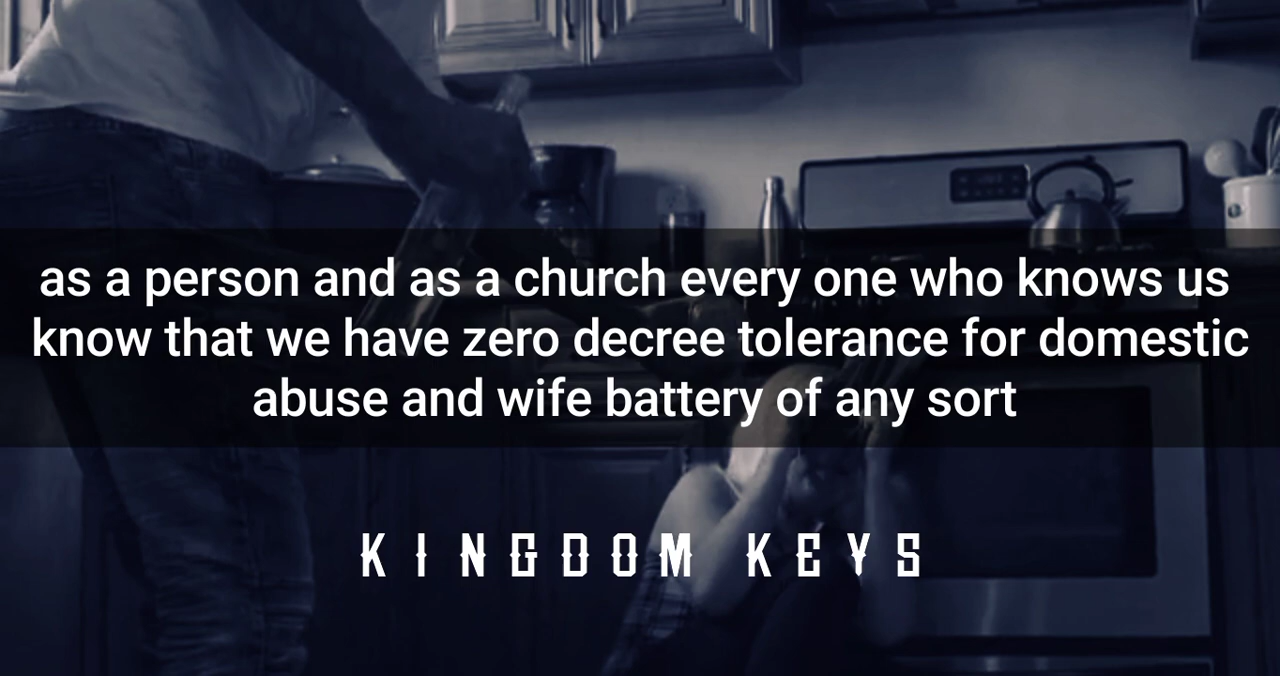 as a person and as a church every one who knows us
know that we have zero decree tolerance for domestic
abuse and wife battery of any sort
KINGDOM KEYS